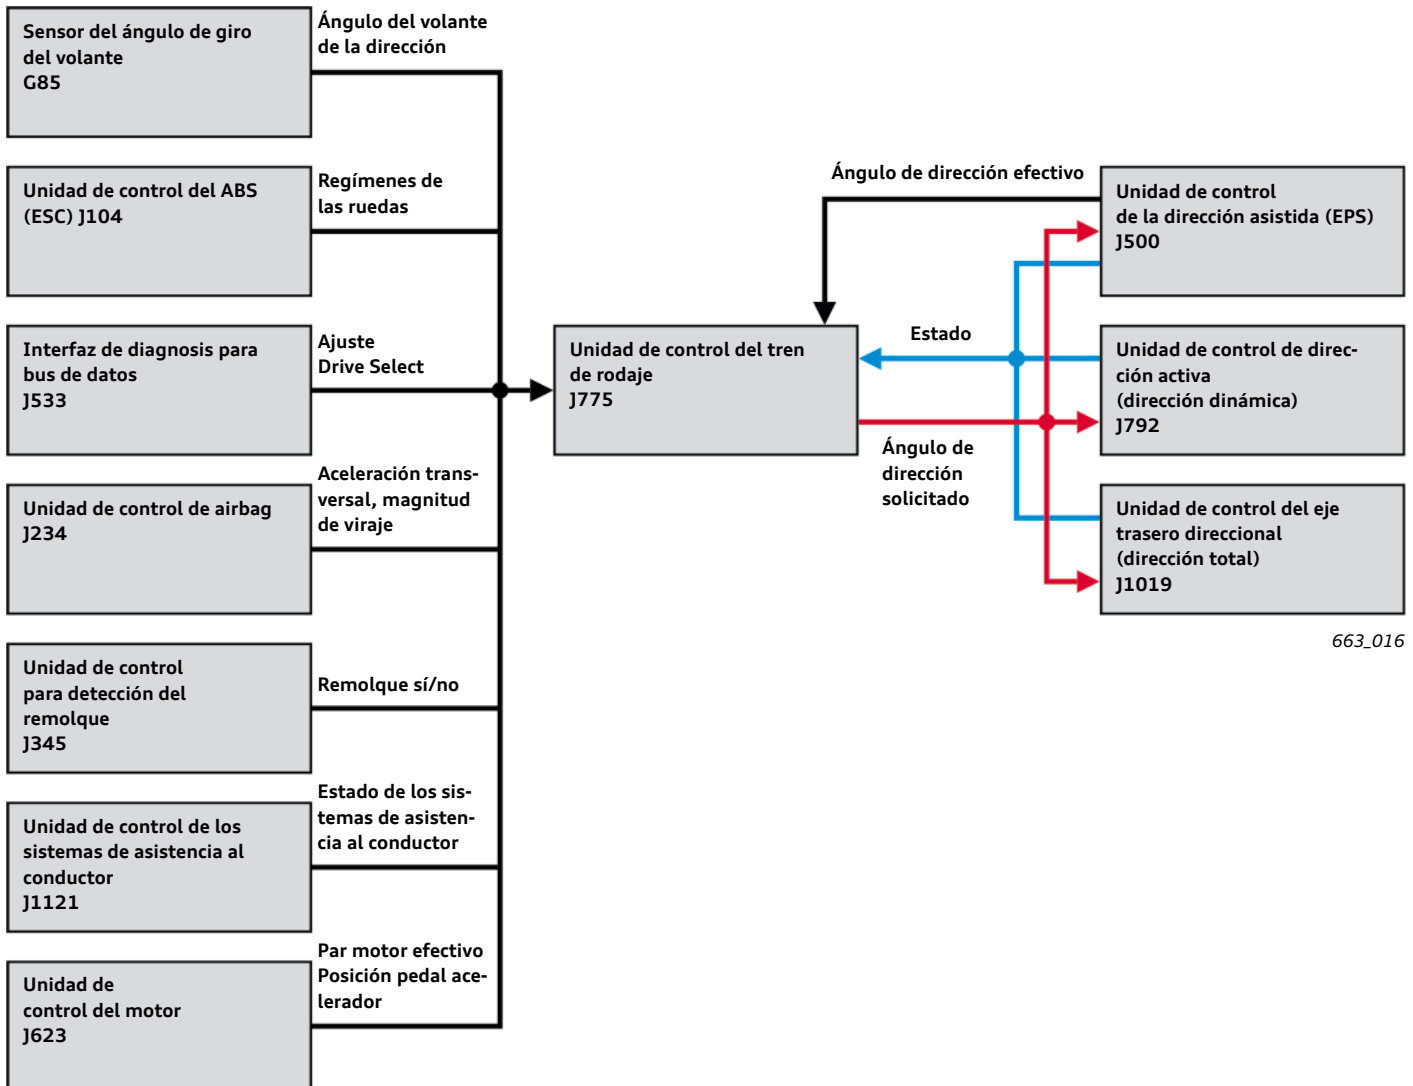 Sensor del ángulo de giro
del volante
G85
Ángulo del volante
de la dirección
Unidad de control del ABS
(ESC) J104
Regímenes de
las ruedas
Interfaz de diagnosis para
bus de datos
J533
Ajuste
Drive Select
Unidad de control de airbag
J234
Aceleración trans-
versal, magnitud
de viraje
Unidad de control
para detección del
remolque
J345
Remolque sí/no
Unidad de control de los
sistemas de asistencia al
conductor
J1121
Estado de los sis-
temas de asisten-
cia al conductor
Unidad de
control del motor
J623
Par motor efectivo
Posición pedal ace-
lerador
Unidad de control del tren
de rodaje
J775
Ángulo de dirección efectivo
Estado
Ángulo de
dirección
solicitado
Unidad de control
de la dirección asistida (EPS)
J500
Unidad de control de direc-
ción activa
(dirección dinámica)
J792
Unidad de control del eje
trasero direccional
(dirección total)
J1019
663_016